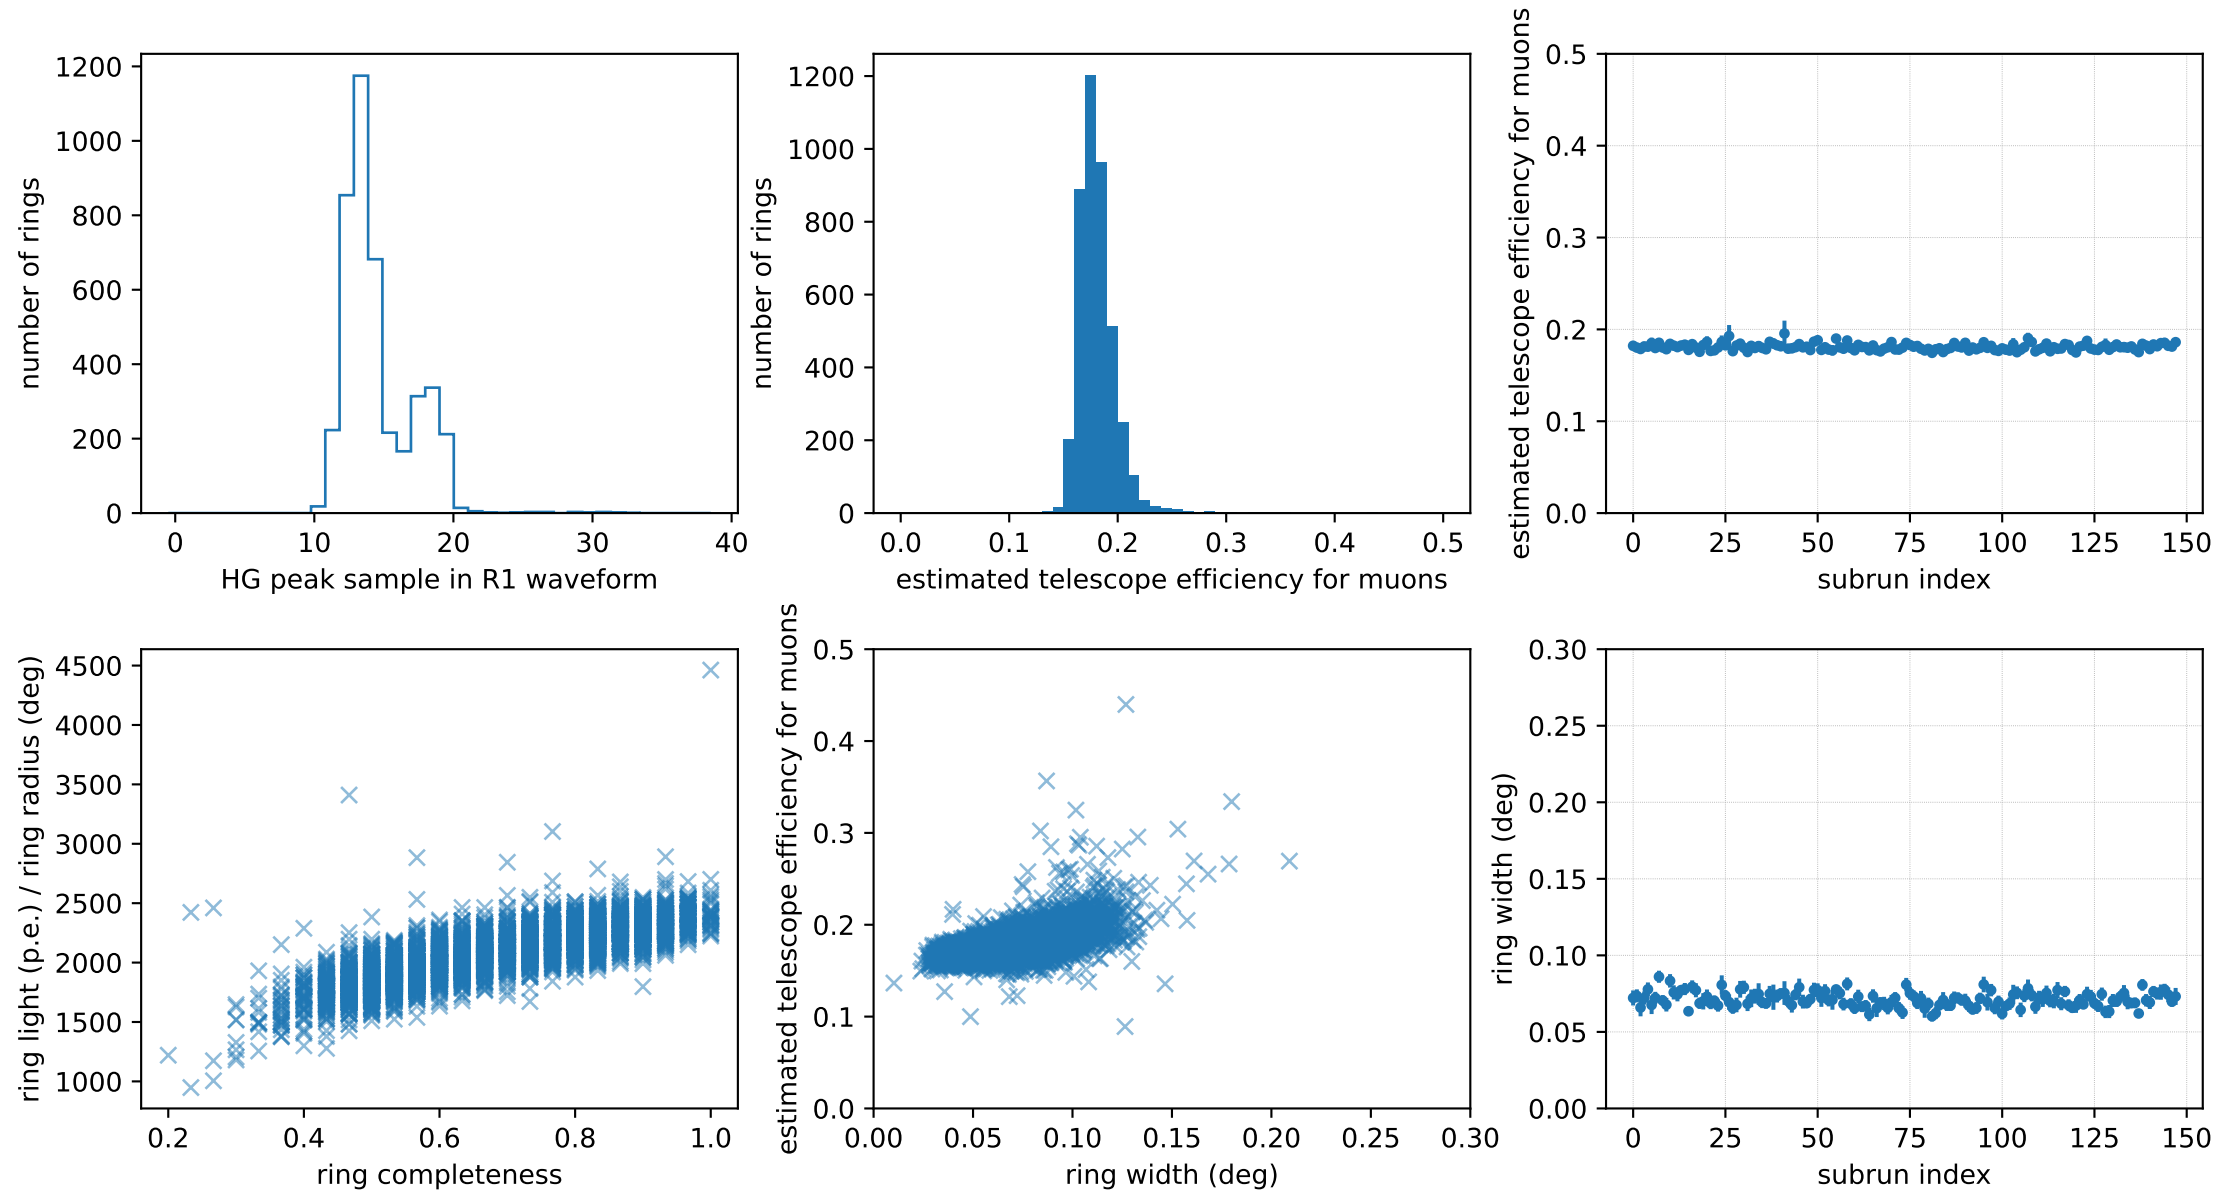 1200
1000
800
600
400
200
0
number of rings
0 10 20 30 40
HG peak sample in R1 waveform
1200
1000
800
600
400
200
0
number of rings
0.0 0.1 0.2 0.3 0.4 0.5
estimated telescope efficiency for muons
0.5
0.4
0.3
0.2
0.1
0.0
estimated telescope efficiency for muons
0 25 50 75 100 125 150
subrun index
4500
4000
3500
3000
2500
2000
1500
1000
ring light (p.e.) / ring radius (deg)
0.2 0.4 0.6 0.8 1.0
ring completeness
0.5
0.4
0.3
0.2
0.1
0.0
estimated telescope efficiency for muons
0.00 0.05 0.10 0.15 0.20 0.25 0.30
ring width (deg)
0.30
0.25
0.20
0.15
0.10
0.05
0.00
ring width (deg)
0 25 50 75 100 125 150
subrun index